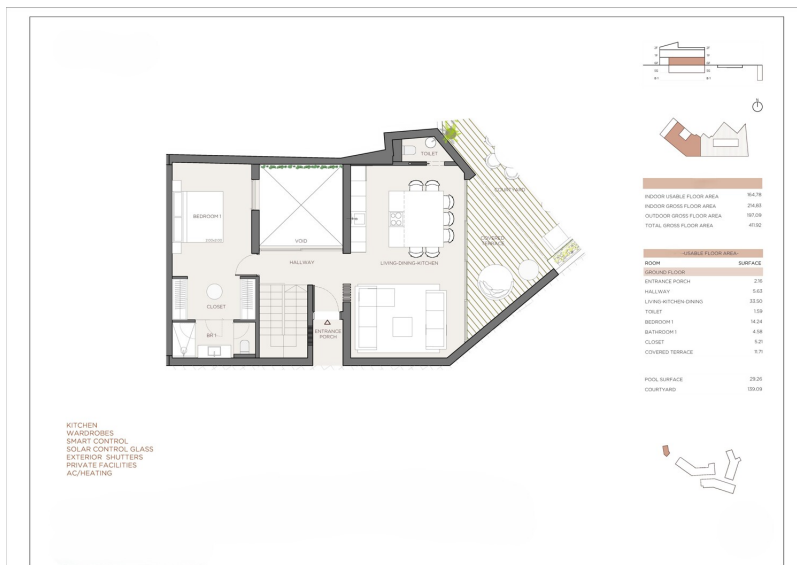 TOILET
BEDROOM 1
COURTYARD
VOID
COVERED
TERRACE
HALLWAY
LIVING-DINING-KITCHEN
CLOSET
ENTRANCE
PORCH
KITCHEN
WARDROBES
SMART CONTROL
SOLAR CONTROL GLASS
EXTERIOR SHUTTERS
PRIVATE FACILITIES
AC/HEATING
INDOOR USABLE FLOOR AREA 164,78
INDOOR GROSS FLOOR AREA 214,83
OUTDOOR GROSS FLOOR AREA 197,09
TOTAL GROSS FLOOR AREA 411,92
-USABLE FLOOR AREA-
ROOM SURFACE
GROUND FLOOR
ENTRANCE PORCH 2,16
HALLWAY 5,63
LIVING-KITCHEN-DINING 33,50
TOILET 1,59
BEDROOM 1 14,24
BATHROOM 1 4,58
CLOSET 5,21
COVERED TERRACE 11,71
POOL SURFACE 29,26
COURTYARD 139,09